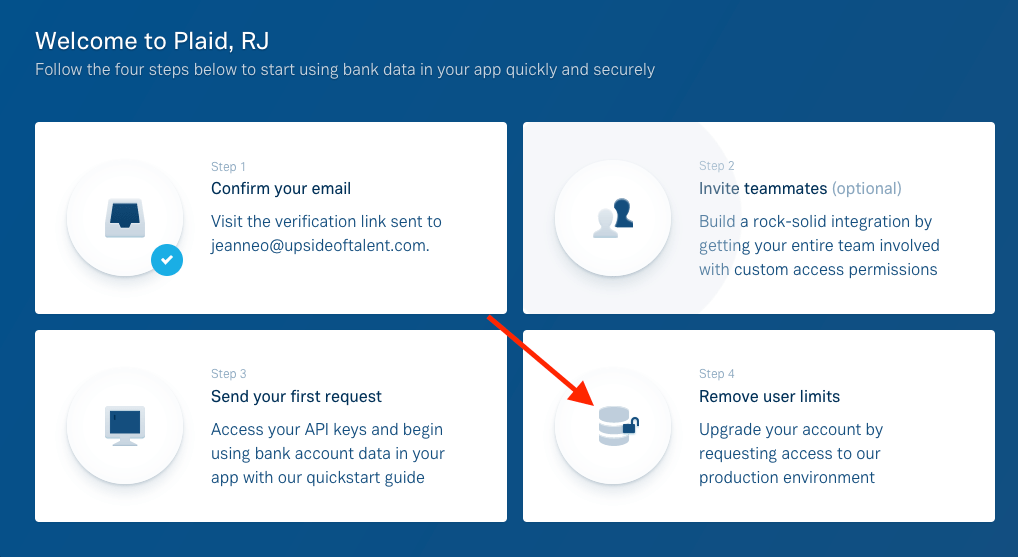 Welcome to Plaid, RJ
Follow the four steps below to start using bank data in your app quickly and securely
Step 1
Confirm your email
Visit the verification link sent to
jeanneo@upsideoftalent.com.
Step 2
Invite teammates (optional)
Build a rock-solid integration by
getting your entire team involved
with custom access permissions
Step 3
Send your first request
Access your API keys and begin
using bank account data in your
app with our quickstart guide
Step 4
Remove user limits
Upgrade your account by
requesting access to our
production environment